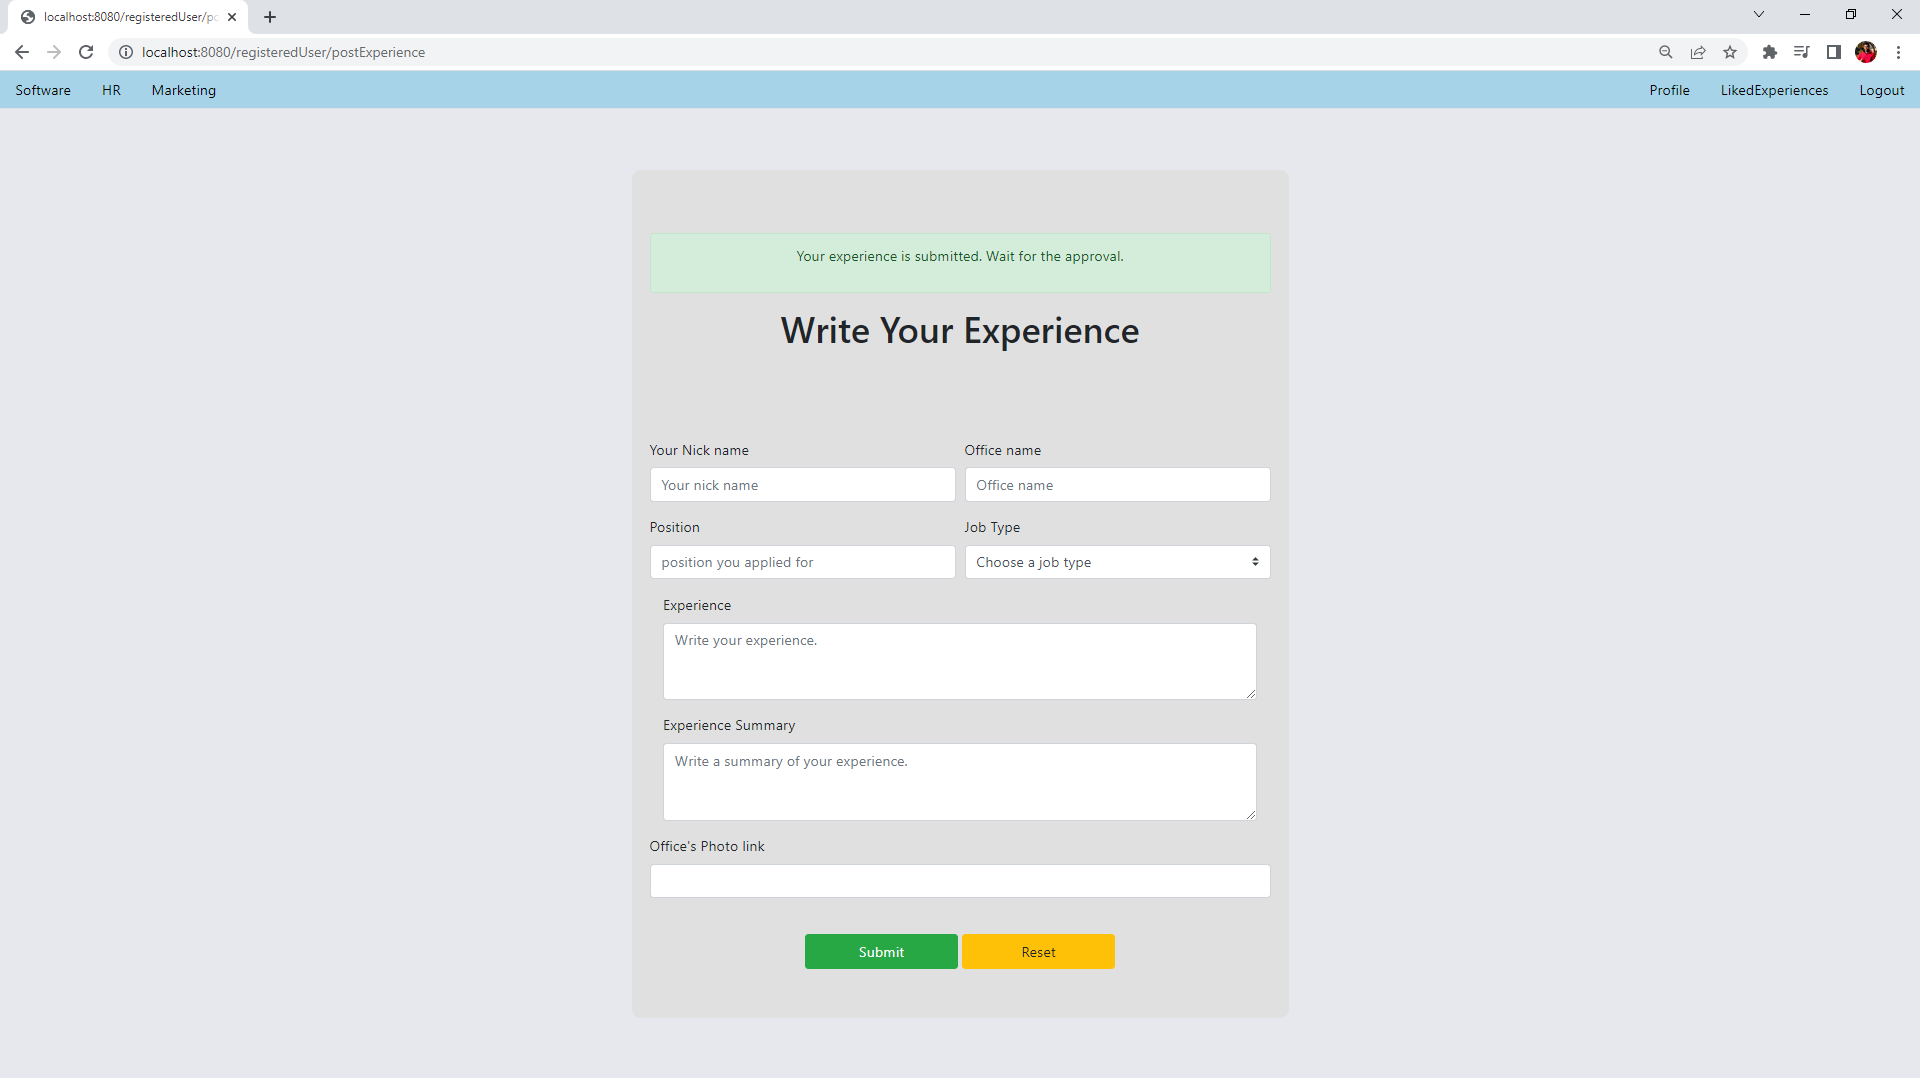 localhost:8080/registeredUser/po
localhost:8080/registeredUser/postExperience
Software HR Marketing Profile LikedExperiences Logout
Your experience is submitted. Wait for the approval.
Write Your Experience
Your Nick name Office name
Your nick name Office name
Position Job Type
position you applied for Choose a job type
Experience
Write your experience.
Experience Summary
Write a summary of your experience.
Office's Photo link
Submit Reset